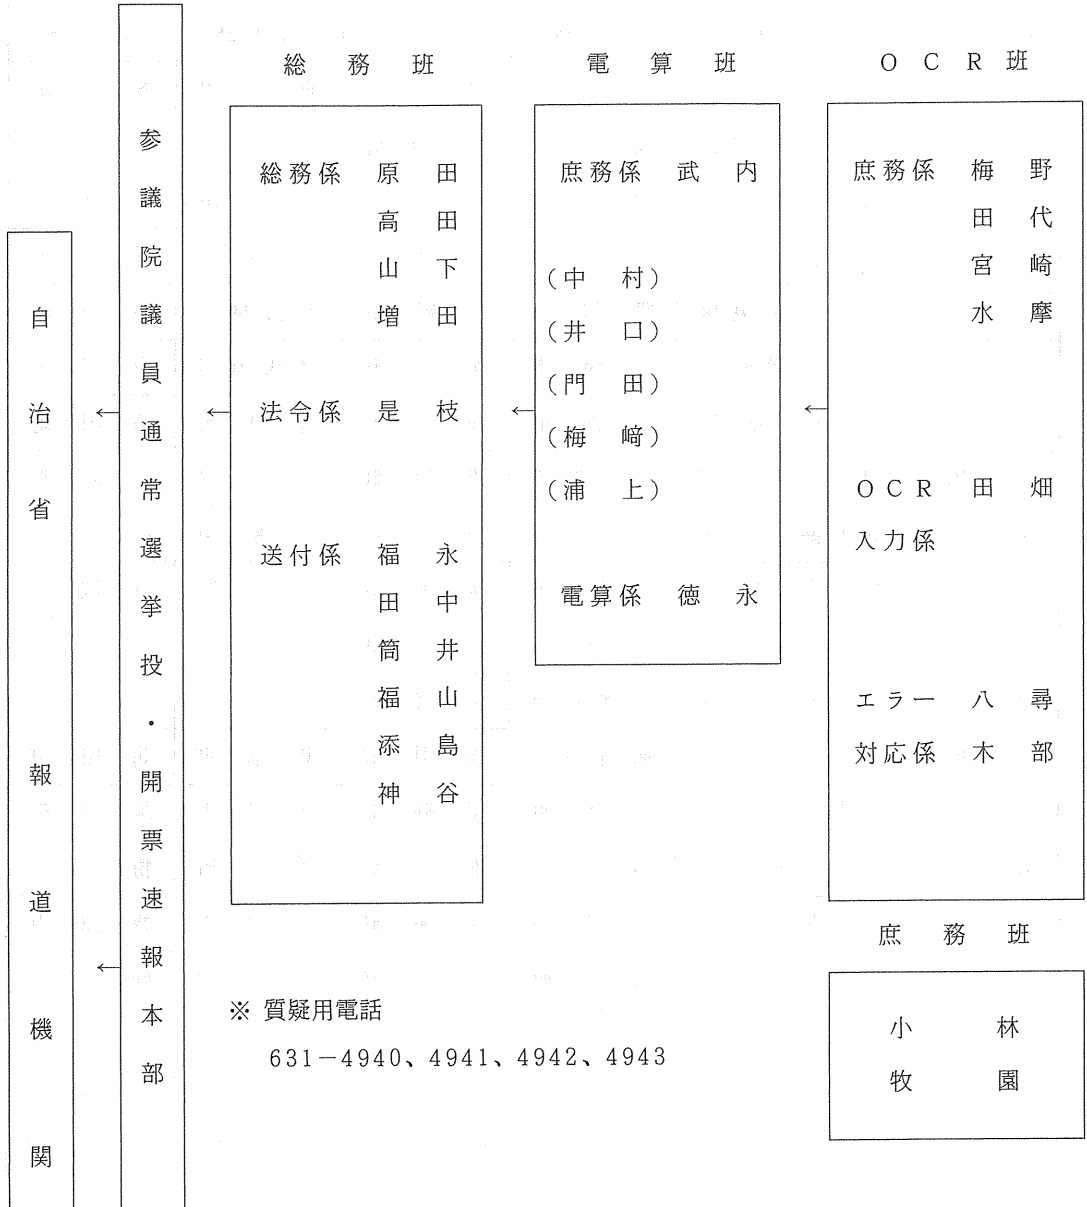 自治省　　報道機関
←
←
参議院議員通常選挙投・開票速報本部
←
総務班
総務係 原田
高田
山下
増田
法令係 是枝
送付係 福永
田中
筒井
福山
添島
神谷
←
電算班
庶務係 武内
(中村)
(井口)
(門田)
(梅﨑)
(浦上)
電算係 徳永
←
OCR班
庶務係 梅野
田代
宮崎
水摩
OCR 田畑
入力係
エラー 八尋
対応係 木部
庶務班
小林
牧園
※ 質疑用電話
631－4940、4941、4942、4943